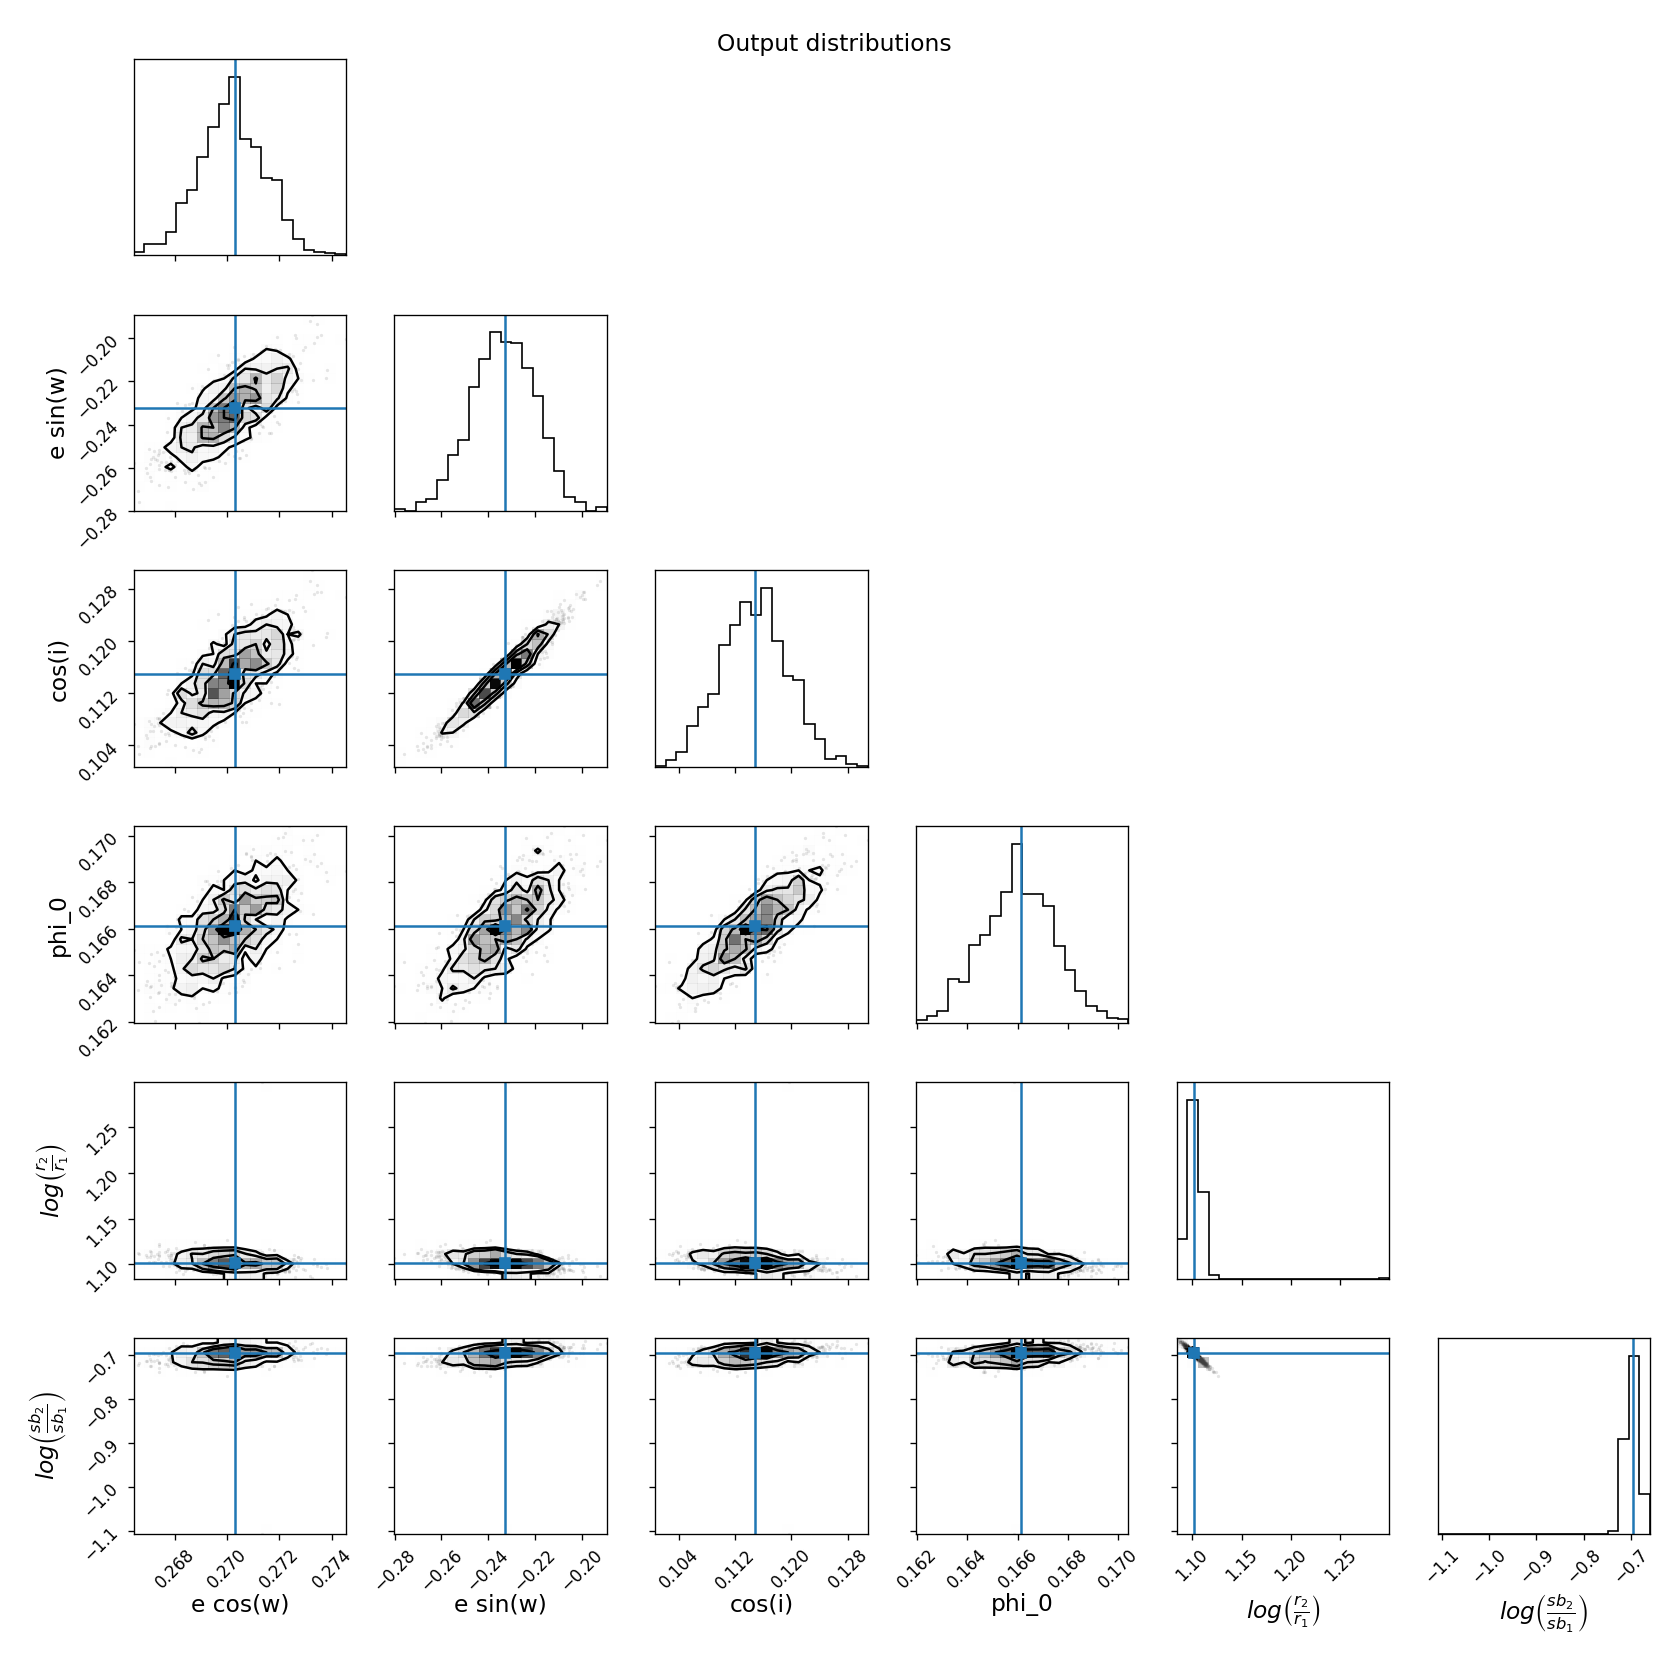 Output distributions
e sin(w)
−0.20
−0.22
−0.24
−0.26
−0.28
cos(i)
0.128
0.120
0.112
0.104
phi_0
0.170
0.168
0.166
0.164
0.162
log(r₂/r₁)
1.25
1.20
1.15
1.10
log(sb₂/sb₁)
−0.7
−0.8
−0.9
−1.0
−1.1
0.268 0.270 0.272 0.274 −0.28 −0.26 −0.24 −0.22 −0.20 0.104 0.112 0.120 0.128 0.162 0.164 0.166 0.168 0.170 1.10 1.15 1.20 1.25 −1.1 −1.0 −0.9 −0.8 −0.7
e cos(w) e sin(w) cos(i) phi_0 log(r₂/r₁) log(sb₂/sb₁)